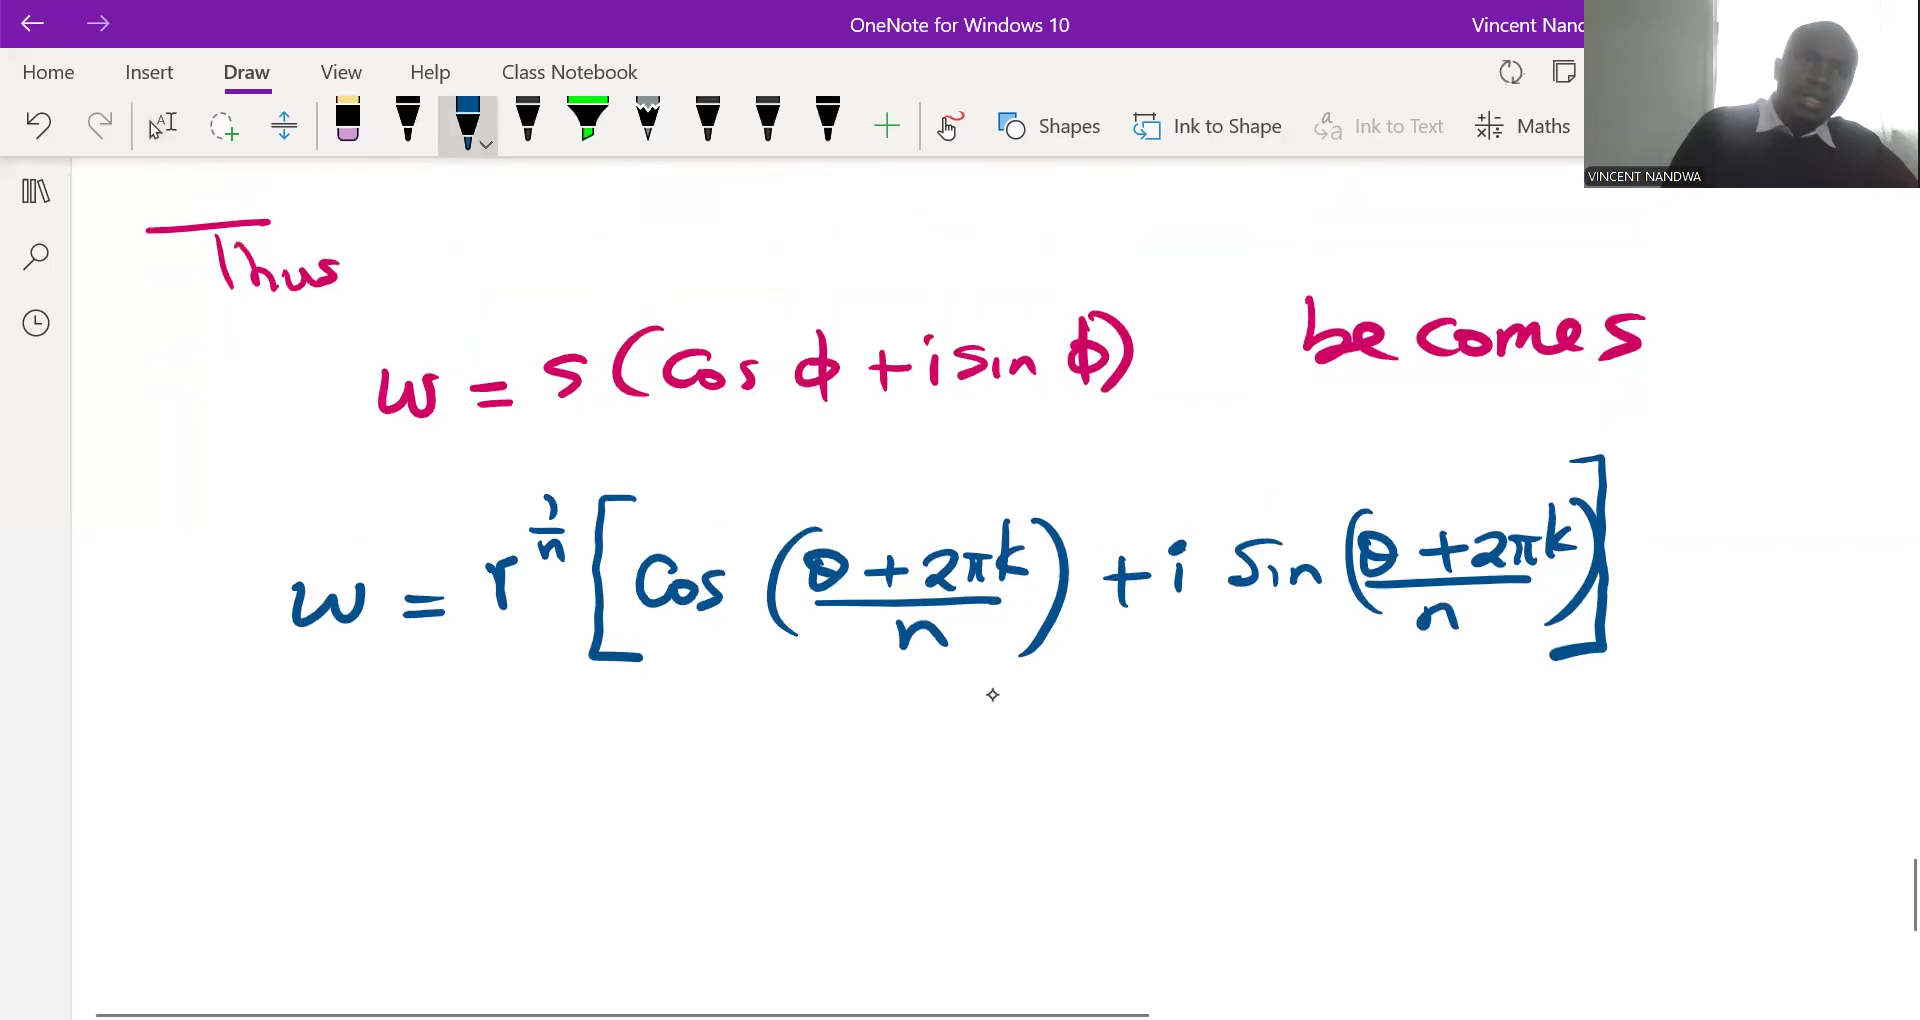 OneNote for Windows 10
Vincent Nand
Home Insert Draw View Help Class Notebook
Shapes Ink to Shape Ink to Text Maths
VINCENT NANDWA
Thus
w = s (cos ϕ + i sin ϕ) becomes
w = r^{1/n} [cos ((θ + 2πk)/n) + i sin ((θ + 2πk)/n)]